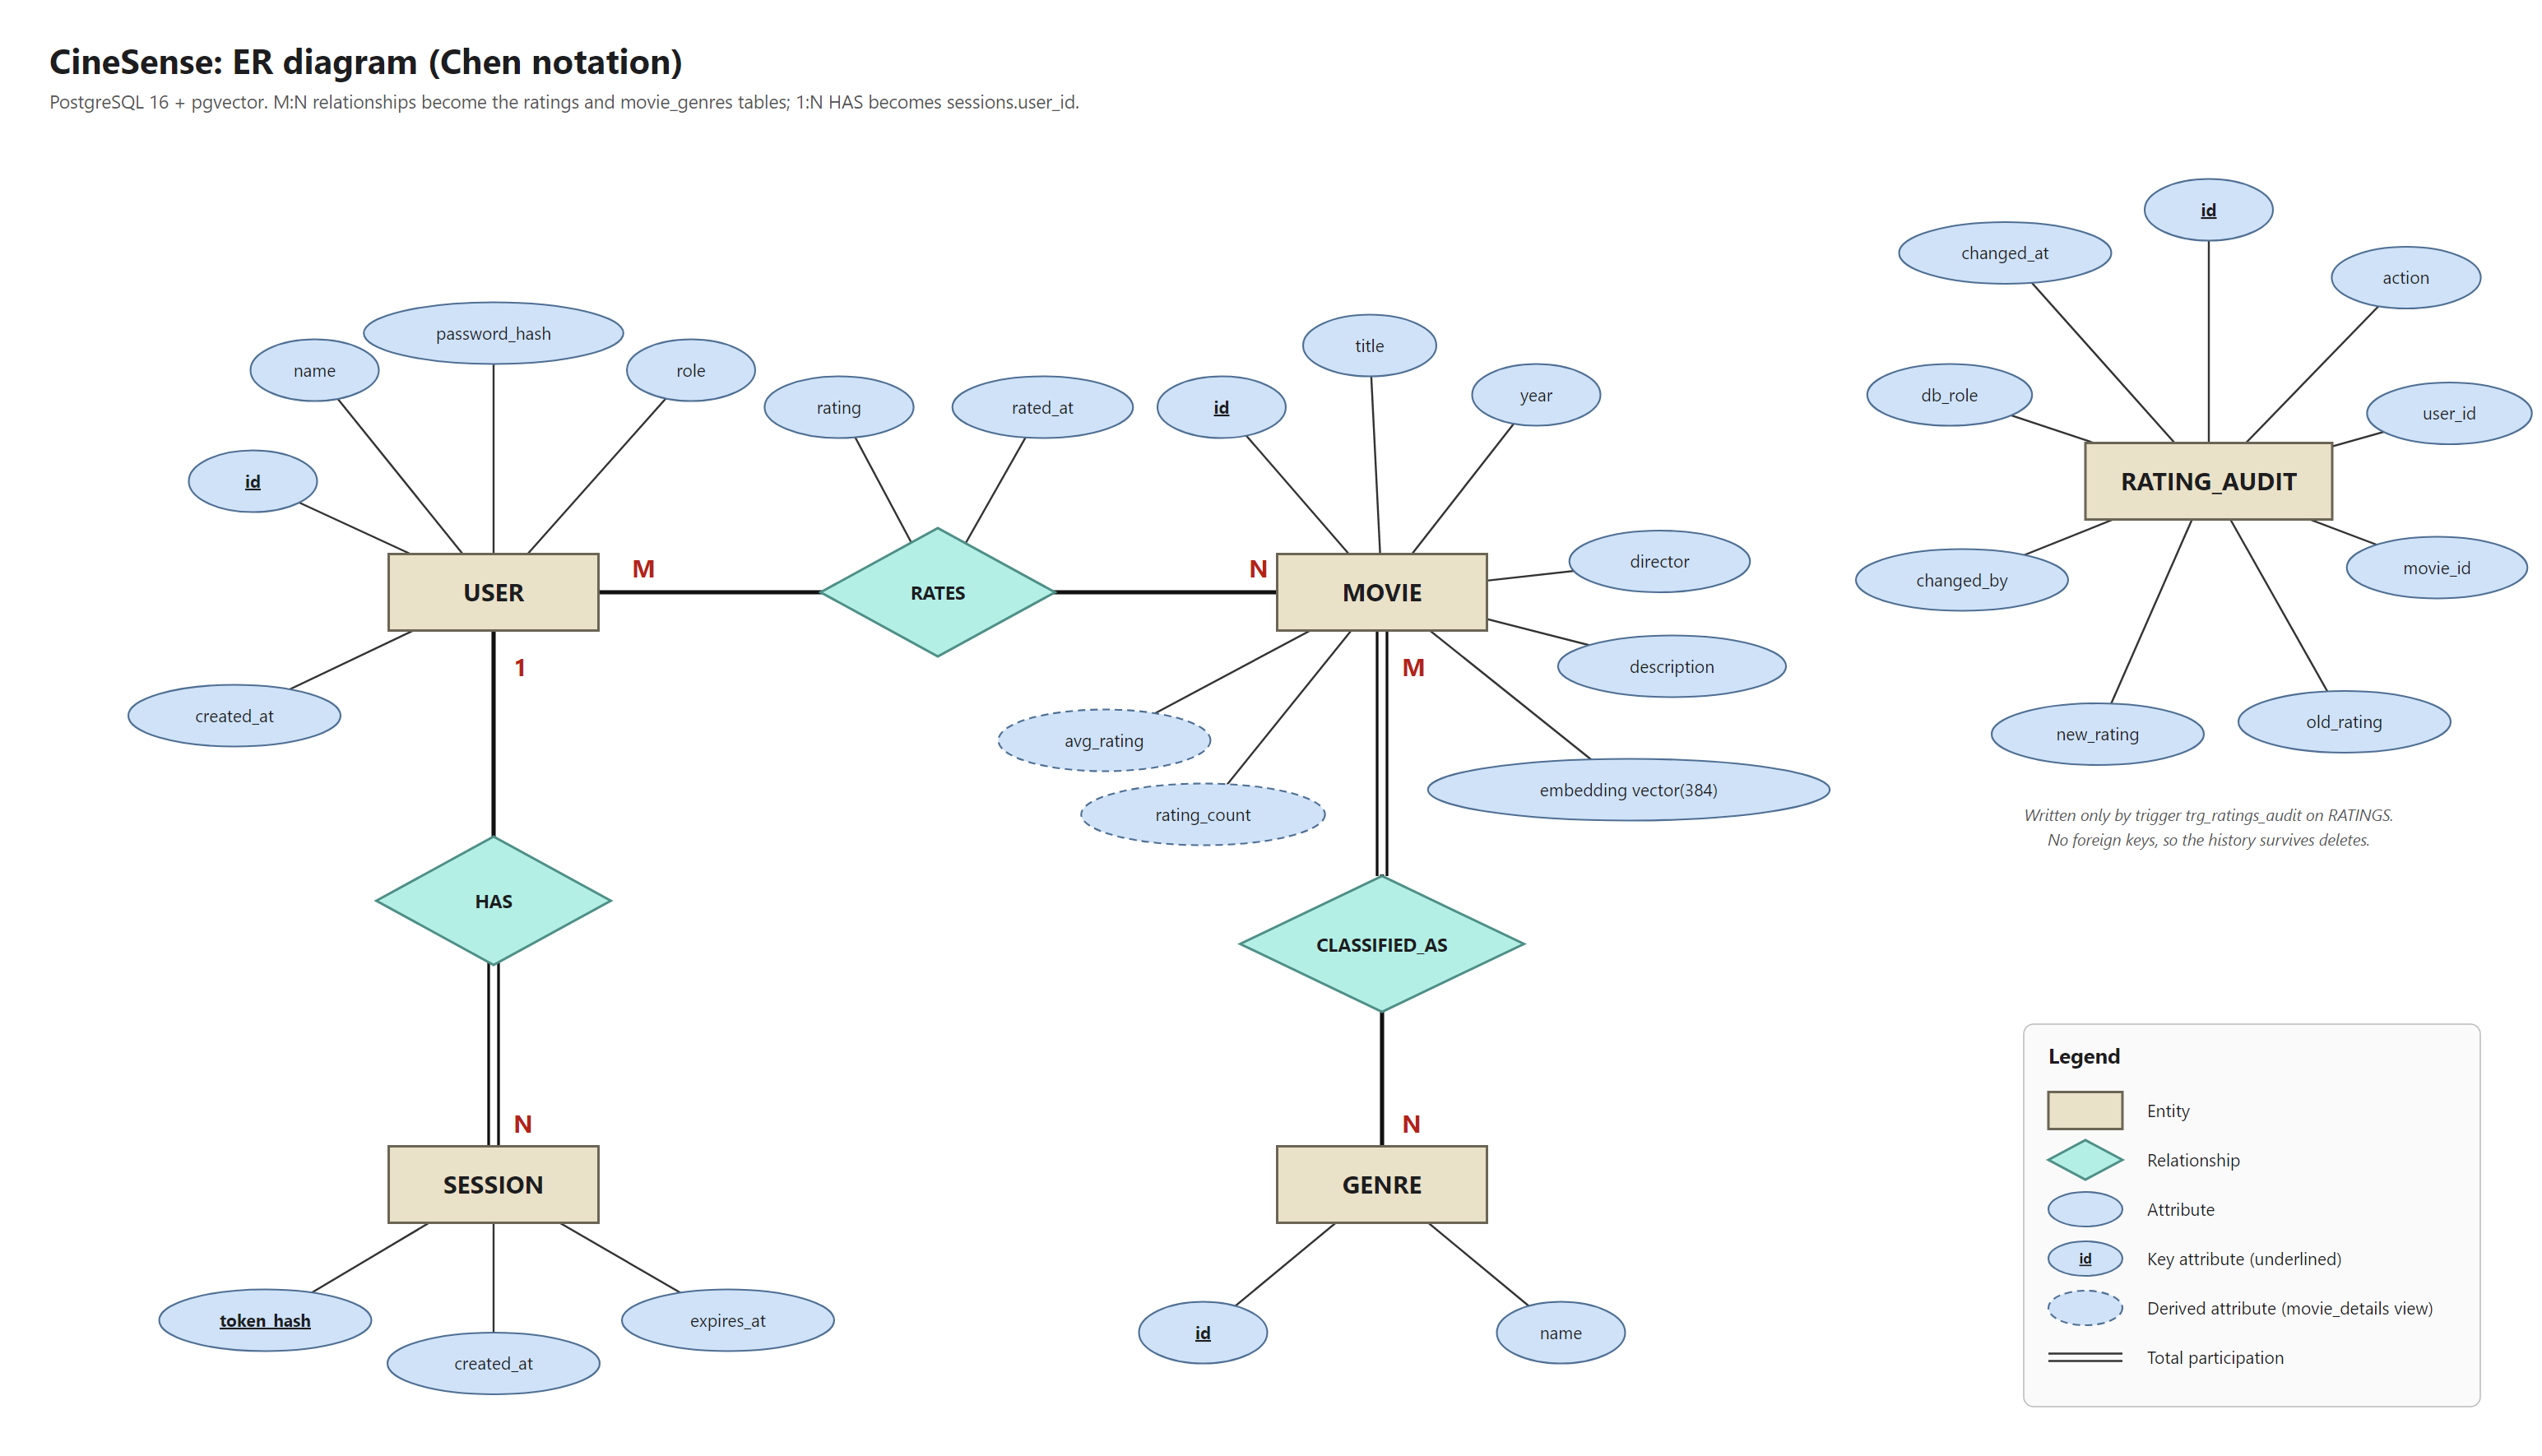 CineSense: ER diagram (Chen notation)
PostgreSQL 16 + pgvector. M:N relationships become the ratings and movie_genres tables; 1:N HAS becomes sessions.user_id.
id
changed_at
action
password_hash
title
name
role
year
db_role
rating
rated_at
id
user_id
id
RATING_AUDIT
director
movie_id
changed_by
USER
M
RATES
N
MOVIE
1
M
description
created_at
new_rating
old_rating
avg_rating
embedding vector(384)
rating_count
Written only by trigger trg_ratings_audit on RATINGS.
No foreign keys, so the history survives deletes.
HAS
CLASSIFIED_AS
N
N
SESSION
GENRE
token_hash
expires_at
created_at
id
name
Legend
Entity
Relationship
Attribute
id
Key attribute (underlined)
Derived attribute (movie_details view)
Total participation